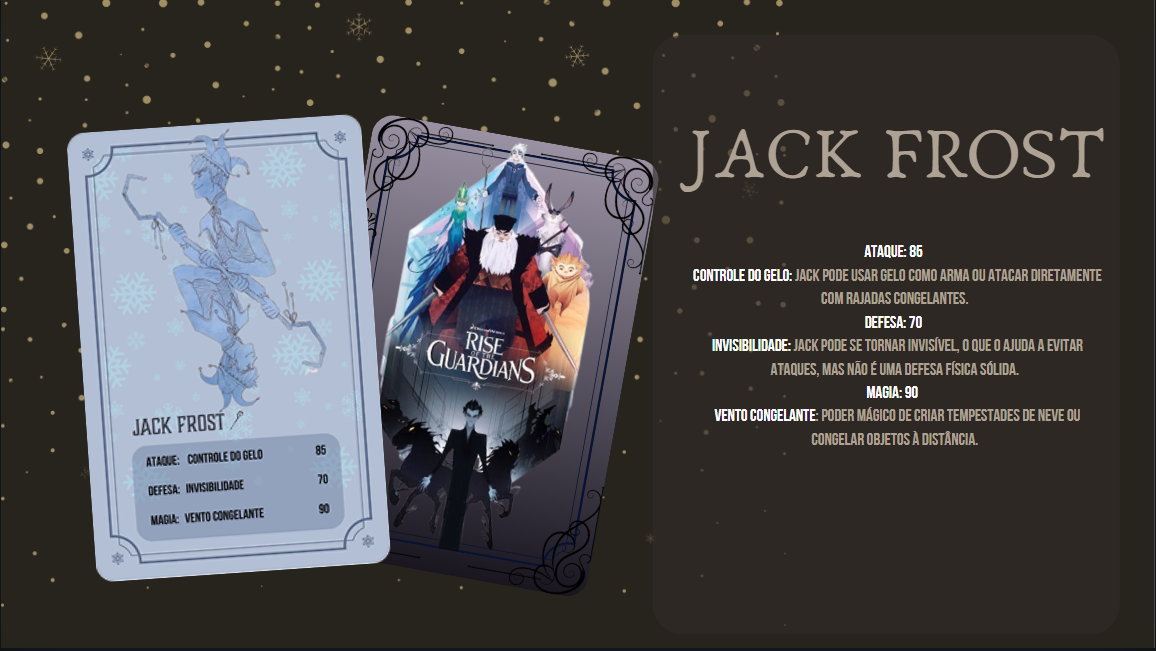 JACK FROST
ATAQUE: CONTROLE DO GELO 85
DEFESA: INVISIBILIDADE 70
MAGIA: VENTO CONGELANTE 90
RISE
OF THE
GUARDIANS
JACK FROST
ATAQUE: 85
CONTROLE DO GELO: JACK PODE USAR GELO COMO ARMA OU ATACAR DIRETAMENTE
COM RAJADAS CONGELANTES.
DEFESA: 70
INVISIBILIDADE: JACK PODE SE TORNAR INVISÍVEL, O QUE O AJUDA A EVITAR
ATAQUES, MAS NÃO É UMA DEFESA FÍSICA SÓLIDA.
MAGIA: 90
VENTO CONGELANTE: PODER MÁGICO DE CRIAR TEMPESTADES DE NEVE OU
CONGELAR OBJETOS À DISTÂNCIA.